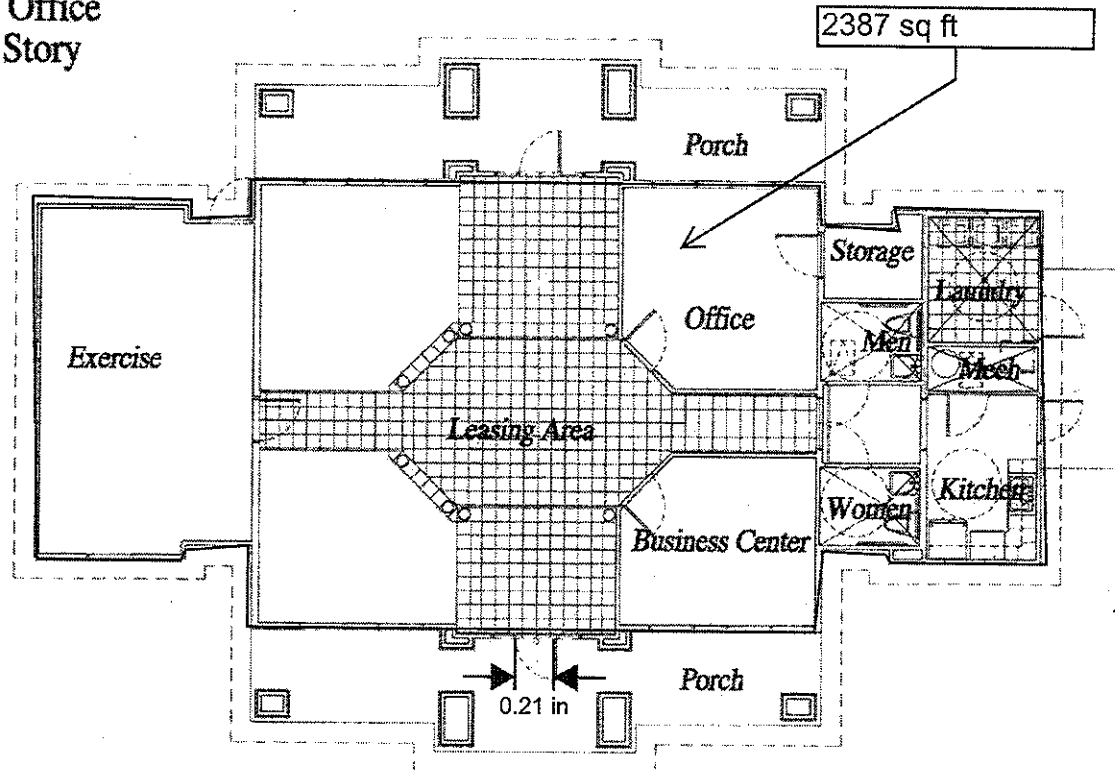 Office
Story
2387 sq ft
Porch
Storage
Laundry
Office
Men
Exercise
Mech
Leasing Area
Kitchen
Women
Business Center
Porch
0.21 in